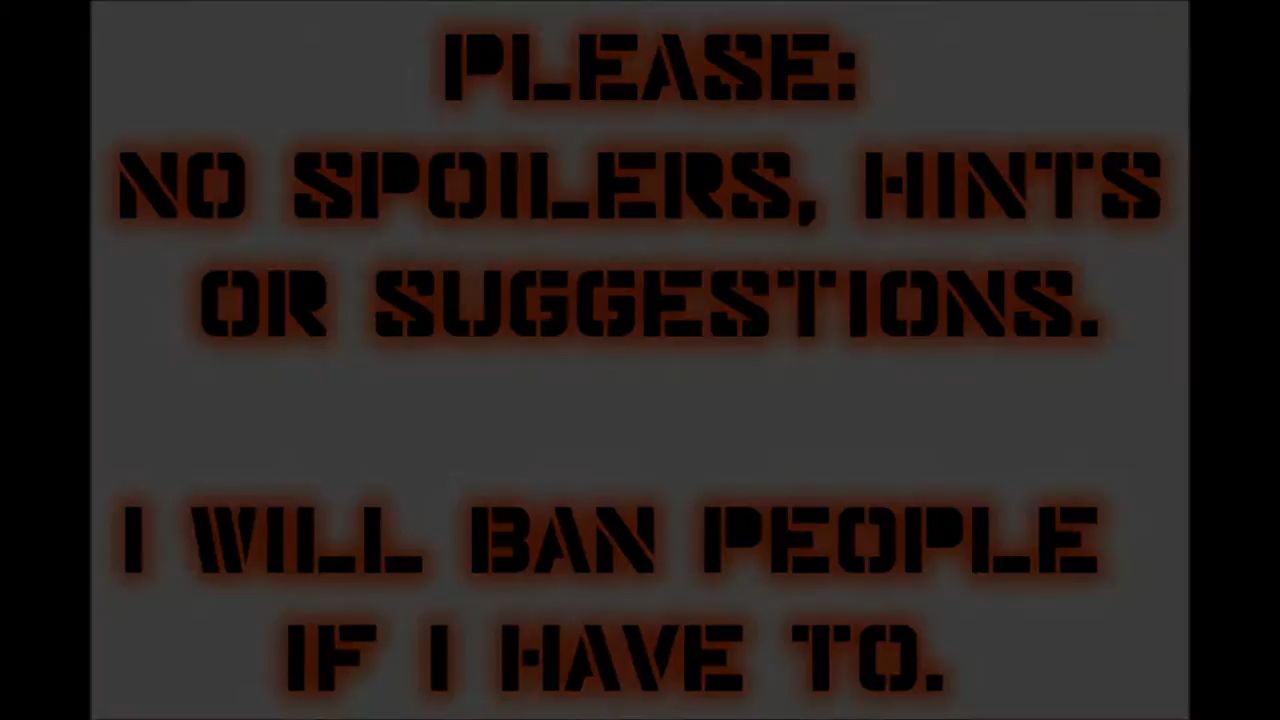 PLEASE:
NO SPOILERS, HINTS
OR SUGGESTIONS.
I WILL BAN PEOPLE
IF I HAVE TO.